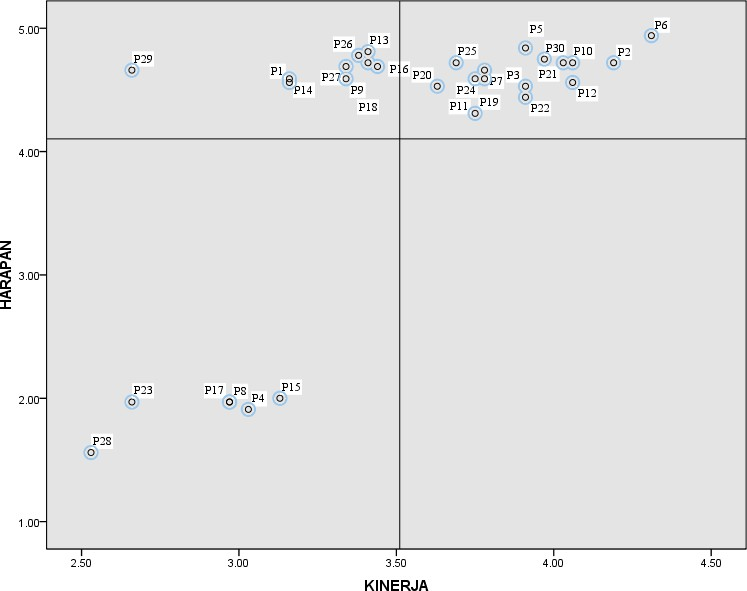 5.00
P5
P6
P29
P26
P13
P25
P30
P10
P2
P1
P27
P16
P20
P3
P21
P14
P9
P24
P7
P12
P18
P11
P19
P22
4.00
3.00
HARAPAN
2.00
P23
P17
P8
P4
P15
P28
1.00
2.50
3.00
3.50
4.00
4.50
KINERJA